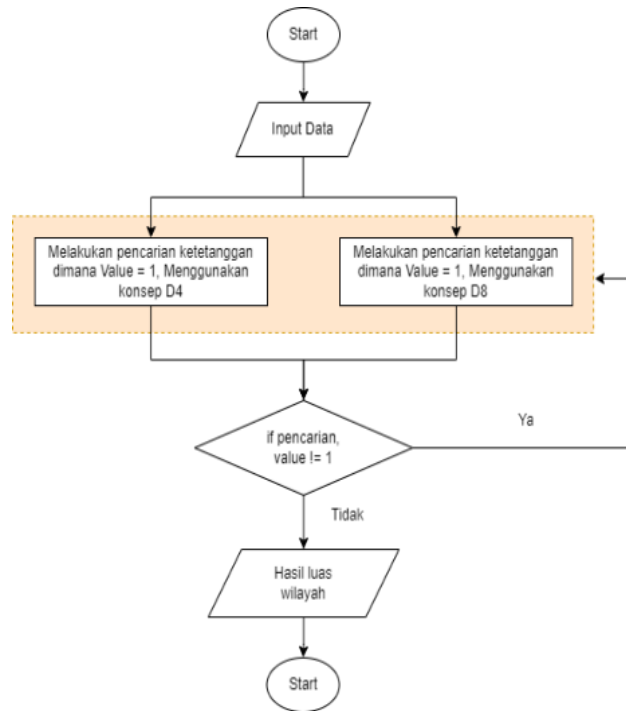 Start
Input Data
Melakukan pencarian ketetanggan
dimana Value = 1, Menggunakan
konsep D4
Melakukan pencarian ketetanggan
dimana Value = 1, Menggunakan
konsep D8
if pencarian,
value != 1
Ya
Tidak
Hasil luas
wilayah
Start